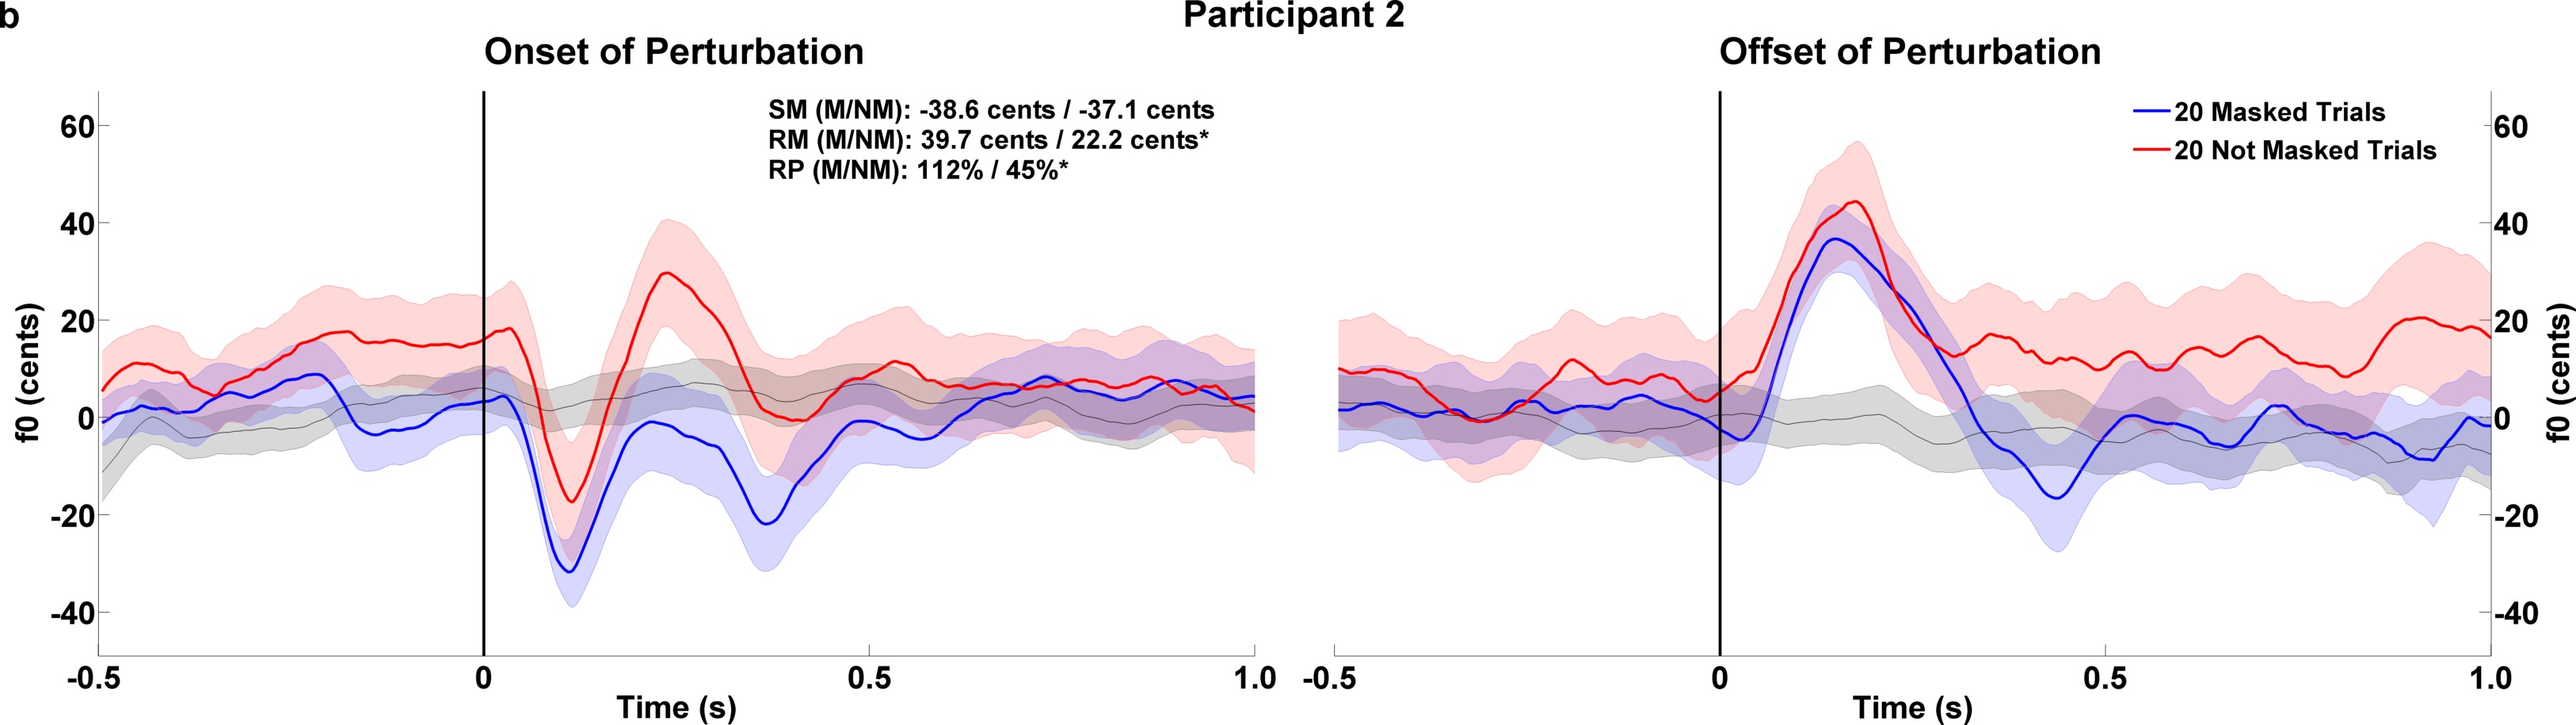 b
Participant 2
Onset of Perturbation
Offset of Perturbation
SM (M/NM): -38.6 cents / -37.1 cents
RM (M/NM): 39.7 cents / 22.2 cents*
RP (M/NM): 112% / 45%*
20 Masked Trials
20 Not Masked Trials
f0 (cents)
60
40
20
0
-20
-40
-0.5
0
0.5
1.0
Time (s)
-0.5
0
0.5
1.0
Time (s)
60
40
20
0
-20
-40
f0 (cents)